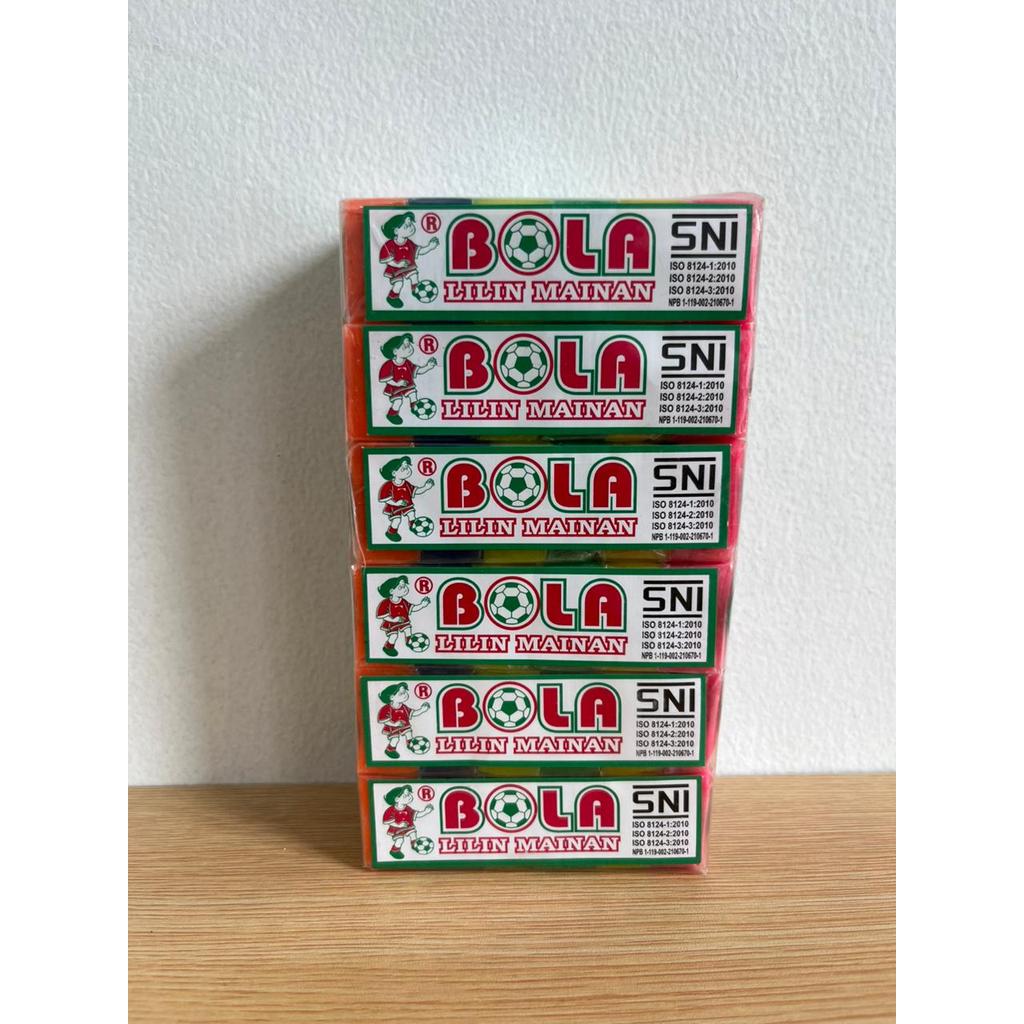 ® BOLA SNI
LILIN MAINAN
ISO 8124-1:2010
ISO 8124-2:2010
ISO 8124-3:2010
NPB 1-119-002-210670-1
® BOLA SNI
LILIN MAINAN
ISO 8124-1:2010
ISO 8124-2:2010
ISO 8124-3:2010
NPB 1-119-002-210670-1
® BOLA SNI
LILIN MAINAN
ISO 8124-1:2010
ISO 8124-2:2010
ISO 8124-3:2010
NPB 1-119-002-210670-1
® BOLA SNI
LILIN MAINAN
ISO 8124-1:2010
ISO 8124-2:2010
ISO 8124-3:2010
NPB 1-119-002-210670-1
® BOLA SNI
LILIN MAINAN
ISO 8124-1:2010
ISO 8124-2:2010
ISO 8124-3:2010
NPB 1-119-002-210670-1
® BOLA SNI
LILIN MAINAN
ISO 8124-1:2010
ISO 8124-2:2010
ISO 8124-3:2010
NPB 1-119-002-210670-1